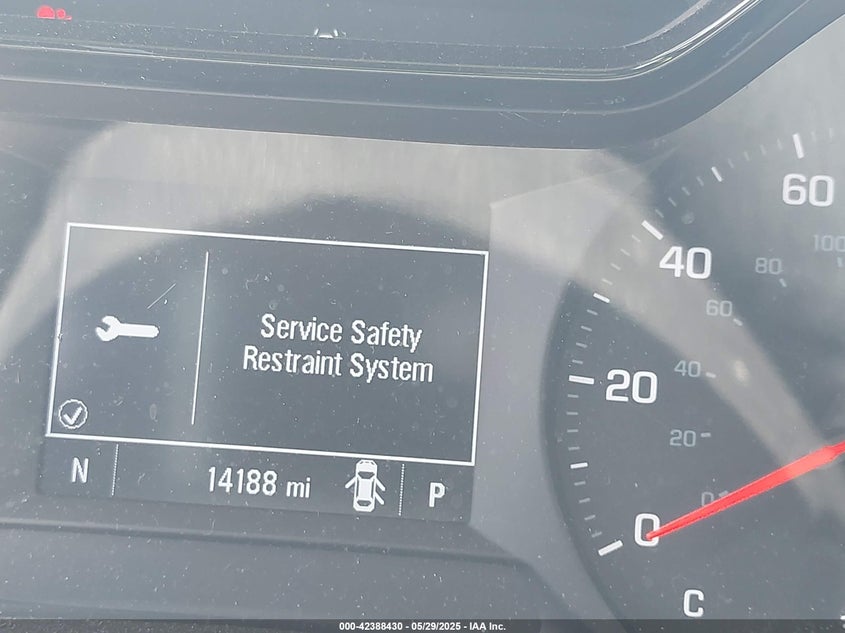 Service Safety
Restraint System
N
14188 mi
P
0
20
40
60
0
20
40
60
80
100
C
000-42388430 - 05/29/2025 - IAA Inc.